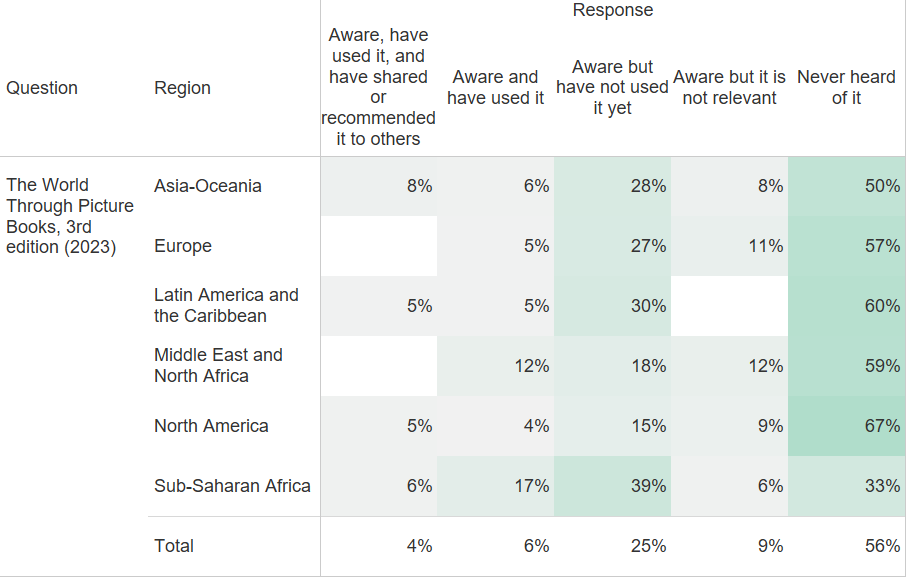 Response
Question
Region
Aware, have
used it, and
have shared
or
recommended
it to others
Aware and
have used it
Aware but
have not used
it yet
Aware but it is
not relevant
Never heard
of it
The World
Through Picture
Books, 3rd
edition (2023)
Asia-Oceania 8% 6% 28% 8% 50%
Europe 5% 27% 11% 57%
Latin America and
the Caribbean 5% 5% 30% 60%
Middle East and
North Africa 12% 18% 12% 59%
North America 5% 4% 15% 9% 67%
Sub-Saharan Africa 6% 17% 39% 6% 33%
Total 4% 6% 25% 9% 56%